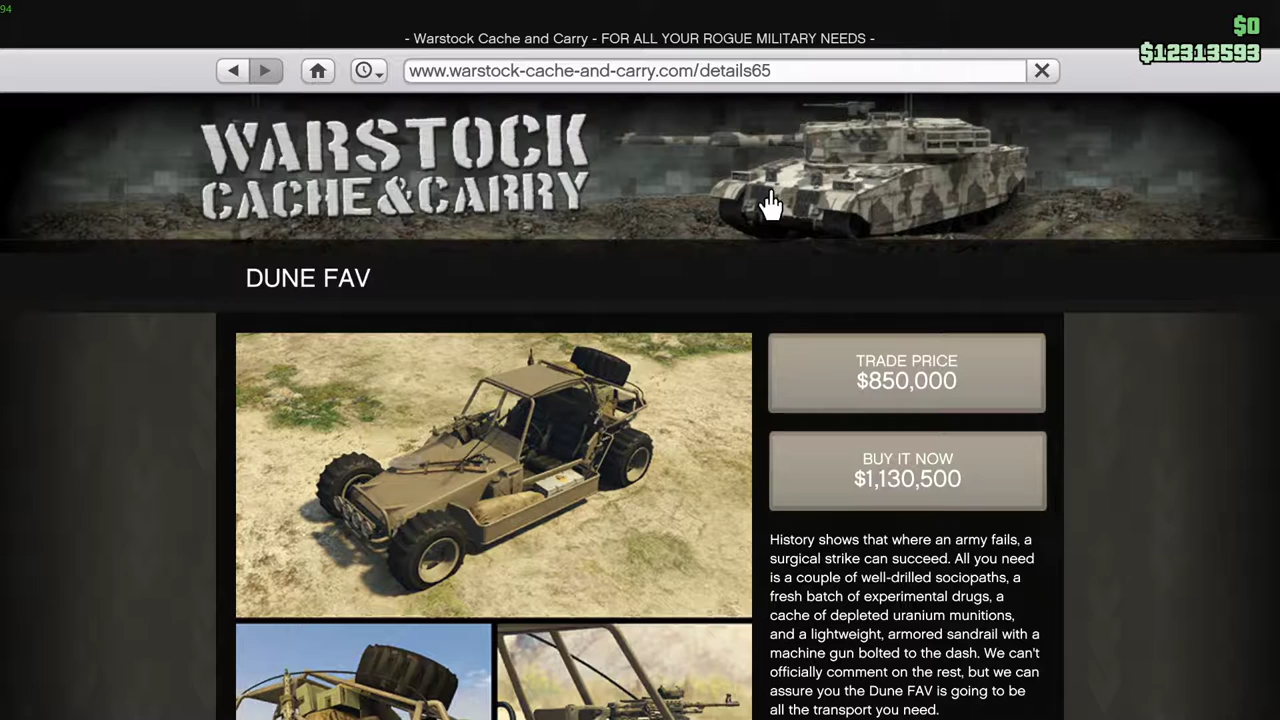 94
$0
$12313593
- Warstock Cache and Carry - FOR ALL YOUR ROGUE MILITARY NEEDS -
www.warstock-cache-and-carry.com/details65
WARSTOCK
CACHE&CARRY
DUNE FAV
TRADE PRICE
$850,000
BUY IT NOW
$1,130,500
History shows that where an army fails, a
surgical strike can succeed. All you need
is a couple of well-drilled sociopaths, a
fresh batch of experimental drugs, a
cache of depleted uranium munitions,
and a lightweight, armored sandrail with a
machine gun bolted to the dash. We can't
officially comment on the rest, but we can
assure you the Dune FAV is going to be
all the transport you need.